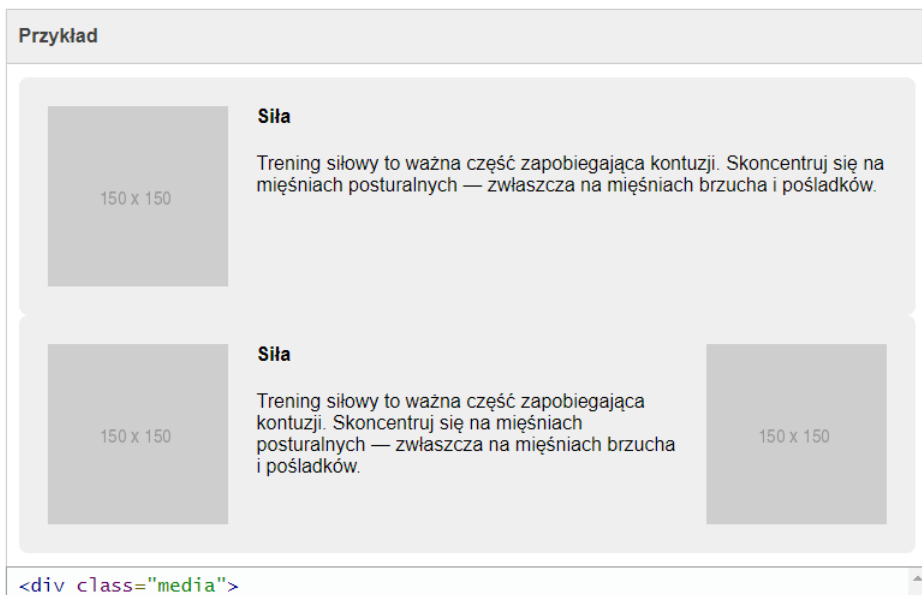 Przykład
150 x 150
Siła
Trening siłowy to ważna część zapobiegająca kontuzji. Skoncentruj się na
mięśniach posturalnych — zwłaszcza na mięśniach brzucha i pośladków.
150 x 150
Siła
Trening siłowy to ważna część zapobiegająca
kontuzji. Skoncentruj się na mięśniach
posturalnych — zwłaszcza na mięśniach brzucha
i pośladków.
150 x 150
<div class="media">